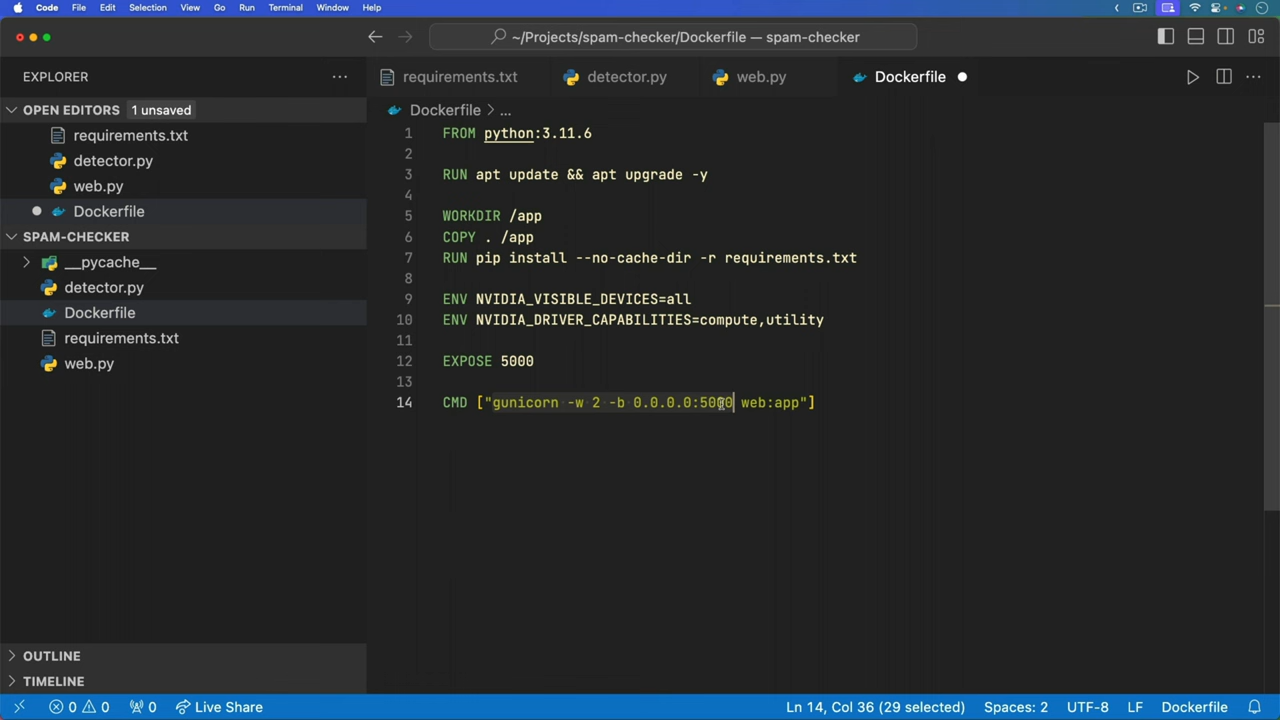 Code File Edit Selection View Go Run Terminal Window Help
~/Projects/spam-checker/Dockerfile — spam-checker
EXPLORER
requirements.txt detector.py web.py Dockerfile
OPEN EDITORS 1 unsaved
requirements.txt
detector.py
web.py
Dockerfile
SPAM-CHECKER
__pycache__
detector.py
Dockerfile
requirements.txt
web.py
OUTLINE
TIMELINE
Dockerfile > ...
1 FROM python:3.11.6
2
3 RUN apt update && apt upgrade -y
4
5 WORKDIR /app
6 COPY . /app
7 RUN pip install --no-cache-dir -r requirements.txt
8
9 ENV NVIDIA_VISIBLE_DEVICES=all
10 ENV NVIDIA_DRIVER_CAPABILITIES=compute,utility
11
12 EXPOSE 5000
13
14 CMD ["gunicorn -w 2 -b 0.0.0.0:5000 web:app"]
0 0 0 Live Share Ln 14, Col 36 (29 selected) Spaces: 2 UTF-8 LF Dockerfile